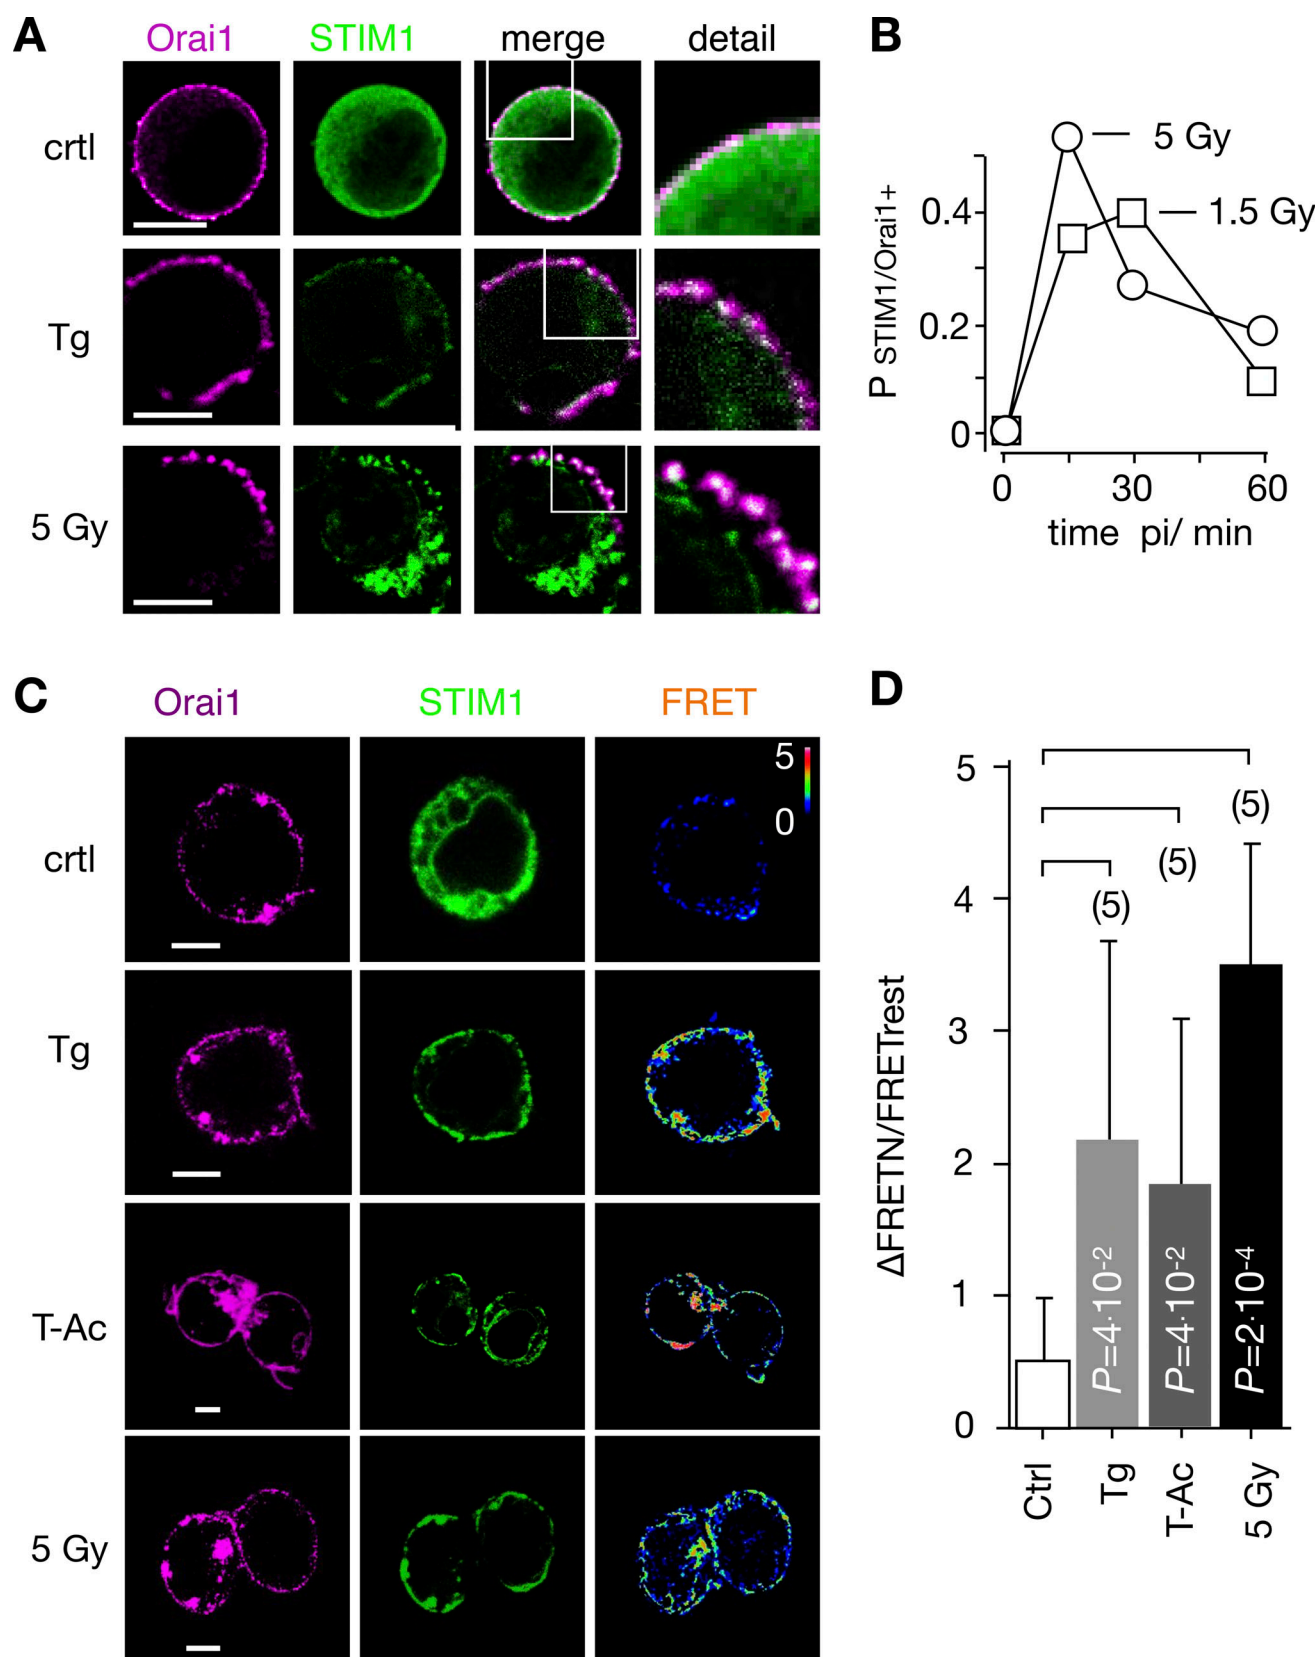 A
Orai1 STIM1 merge detail
crtl
Tg
5 Gy
B
5 Gy
1.5 Gy
0.4
0.2
0
P STIM1/Orai1+
0 30 60
time pi/ min
C
Orai1 STIM1 FRET
5
0
crtl
Tg
T-Ac
5 Gy
D
5
4
3
2
1
0
ΔFRETN/FRETrest
(5)
(5)
(5)
P=4·10-2
P=4·10-2
P=2·10-4
Ctrl
Tg
T-Ac
5 Gy